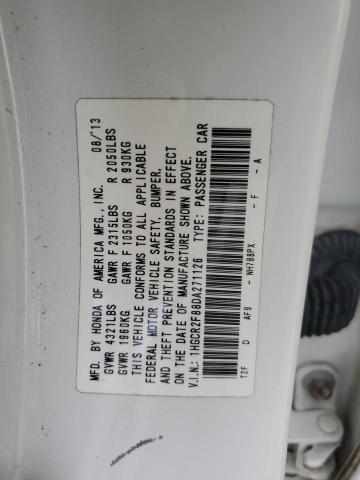 MFD. BY HONDA OF AMERICA MFG., INC. 08/13
GVWR 4321LBS GAWR F 2315LBS R 2050LBS
GVWR 1960KG GAWR F 1050KG R 930KG
THIS VEHICLE CONFORMS TO ALL APPLICABLE
FEDERAL MOTOR VEHICLE SAFETY, BUMPER,
AND THEFT PREVENTION STANDARDS IN EFFECT
ON THE DATE OF MANUFACTURE SHOWN ABOVE.
V.I.N.: 1HGCR2F88DA271126 TYPE: PASSENGER CAR
T2F D AF9 - NH788PX - F - A